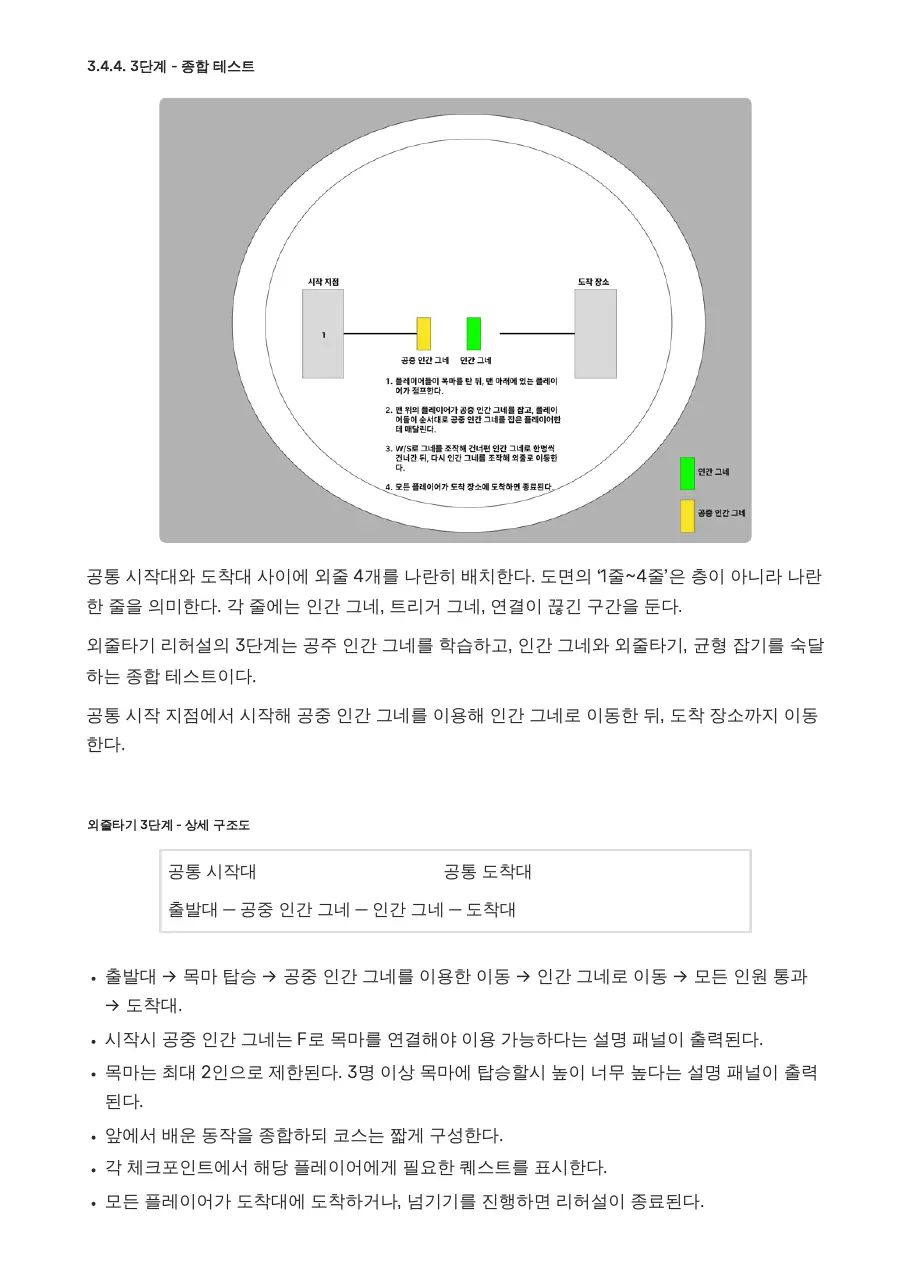 3.4.4. 3단계 - 종합 테스트
시작 지점
도착 장소
1
공중 인간 그네
인간 그네
1. 플레이어들이 목마를 탄 뒤, 맨 아래에 있는 플레이
어가 점프한다.
2. 맨 위의 플레이어가 공중 인간 그네를 잡고, 플레이
어들이 순서대로 공중 인간 그네를 잡은 플레이어한
테 매달린다.
3. W/S로 그네를 조작해 건너편 인간 그네로 한명씩
건너간 뒤, 다시 인간 그네를 조작해 외줄로 이동한
다.
4. 모든 플레이어가 도착 장소에 도착하면 종료된다.
인간 그네
공중 인간 그네
공통 시작대와 도착대 사이에 외줄 4개를 나란히 배치한다. 도면의 ‘1줄~4줄’은 층이 아니라 나란
한 줄을 의미한다. 각 줄에는 인간 그네, 트리거 그네, 연결이 끊긴 구간을 둔다.
외줄타기 리허설의 3단계는 공주 인간 그네를 학습하고, 인간 그네와 외줄타기, 균형 잡기를 숙달
하는 종합 테스트이다.
공통 시작 지점에서 시작해 공중 인간 그네를 이용해 인간 그네로 이동한 뒤, 도착 장소까지 이동
한다.
외줄타기 3단계 - 상세 구조도
공통 시작대 공통 도착대
출발대 — 공중 인간 그네 — 인간 그네 — 도착대
• 출발대 → 목마 탑승 → 공중 인간 그네를 이용한 이동 → 인간 그네로 이동 → 모든 인원 통과
→ 도착대.
• 시작시 공중 인간 그네는 F로 목마를 연결해야 이용 가능하다는 설명 패널이 출력된다.
• 목마는 최대 2인으로 제한된다. 3명 이상 목마에 탑승할시 높이 너무 높다는 설명 패널이 출력
된다.
• 앞에서 배운 동작을 종합하되 코스는 짧게 구성한다.
• 각 체크포인트에서 해당 플레이어에게 필요한 퀘스트를 표시한다.
• 모든 플레이어가 도착대에 도착하거나, 넘기기를 진행하면 리허설이 종료된다.